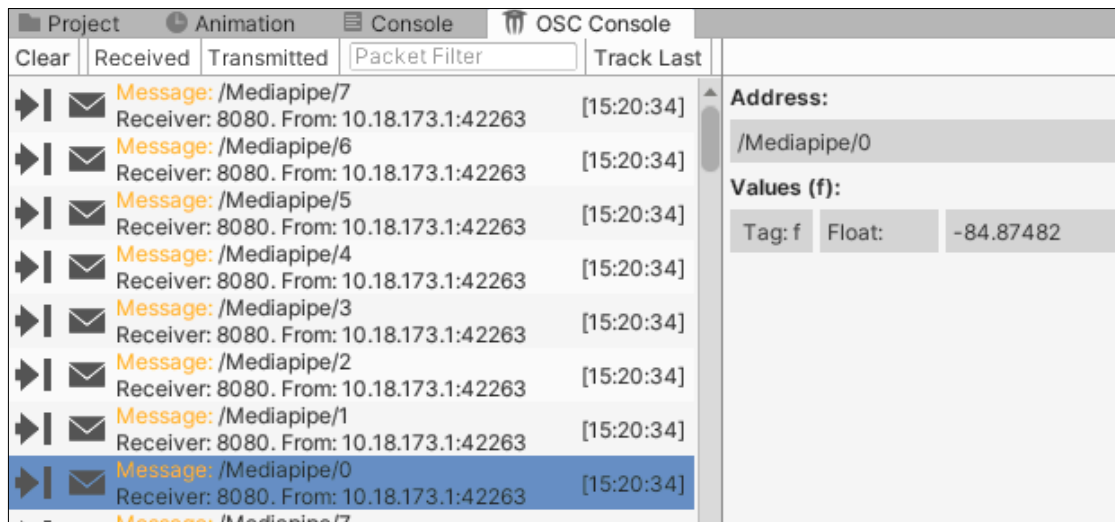 Project Animation Console OSC Console
Clear Received Transmitted Packet Filter Track Last
Message: /Mediapipe/7
Receiver: 8080. From: 10.18.173.1:42263 [15:20:34]
Message: /Mediapipe/6
Receiver: 8080. From: 10.18.173.1:42263 [15:20:34]
Message: /Mediapipe/5
Receiver: 8080. From: 10.18.173.1:42263 [15:20:34]
Message: /Mediapipe/4
Receiver: 8080. From: 10.18.173.1:42263 [15:20:34]
Message: /Mediapipe/3
Receiver: 8080. From: 10.18.173.1:42263 [15:20:34]
Message: /Mediapipe/2
Receiver: 8080. From: 10.18.173.1:42263 [15:20:34]
Message: /Mediapipe/1
Receiver: 8080. From: 10.18.173.1:42263 [15:20:34]
Message: /Mediapipe/0
Receiver: 8080. From: 10.18.173.1:42263 [15:20:34]
Message: /Mediapipe/7
Address:
/Mediapipe/0
Values (f):
Tag: f Float: -84.87482